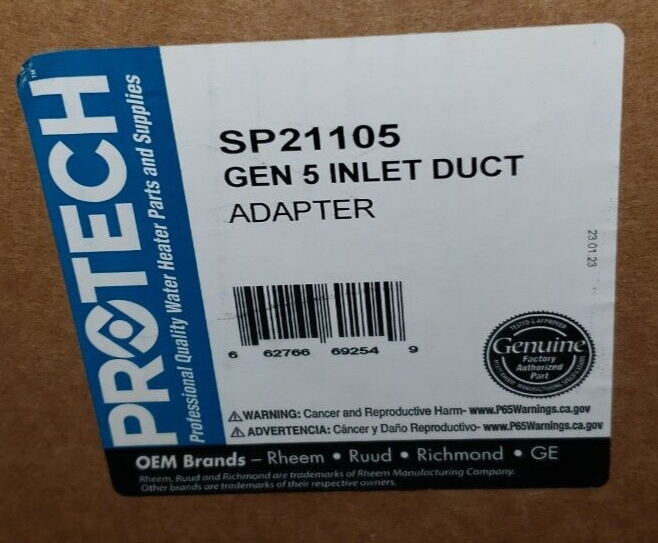 PROTECH™
Professional Quality Water Heater Parts and Supplies
SP21105
GEN 5 INLET DUCT
ADAPTER
23 01 23
6 62766 69254 9
TESTED & APPROVED
Genuine
Factory
Authorized
Part
⚠ WARNING: Cancer and Reproductive Harm- www.P65Warnings.ca.gov
⚠ ADVERTENCIA: Cáncer y Daño Reproductivo- www.P65Warnings.ca.gov
OEM Brands – Rheem • Ruud • Richmond • GE
Rheem, Ruud and Richmond are trademarks of Rheem Manufacturing Company.
Other brands are trademarks of their respective owners.